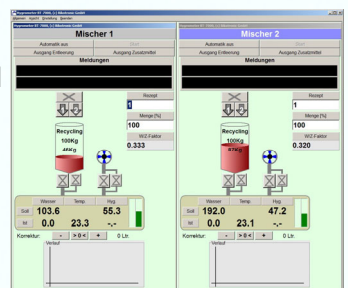 Mischer 1
Automatik aus
Start
Ausgang Entleerung
Ausgang Zusatzmittel
Meldungen
Rezept
1
Menge [%]
100
W/Z-Faktor
0.333
Recycling
100Kg
Wasser Temp. Hyg.
Soll 103.6 55.3
Ist 0.0 23.3 -.-
Korrektur: - > 0 < + 0 Ltr.
Verlauf
Mischer 2
Automatik aus
Start
Ausgang Entleerung
Ausgang Zusatzmittel
Meldungen
Rezept
1
Menge [%]
100
W/Z-Faktor
0.320
Recycling
100Kg
Wasser Temp. Hyg.
Soll 192.0 47.2
Ist 0.0 23.1 -.-
Korrektur: - > 0 < + 0 Ltr.
Verlauf